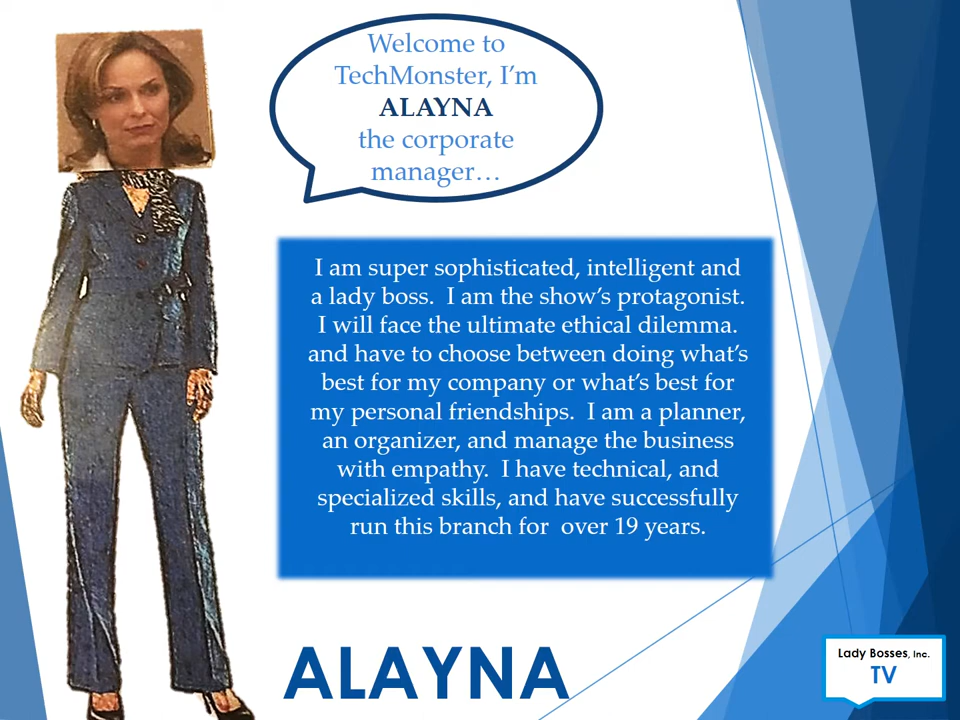 Welcome to
TechMonster, I’m
ALAYNA
the corporate
manager…
I am super sophisticated, intelligent and
a lady boss.  I am the show’s protagonist.
I will face the ultimate ethical dilemma.
and have to choose between doing what’s
best for my company or what’s best for
my personal friendships.  I am a planner,
an organizer, and manage the business
with empathy.  I have technical, and
specialized skills, and have successfully
run this branch for  over 19 years.
ALAYNA
Lady Bosses, Inc.
TV